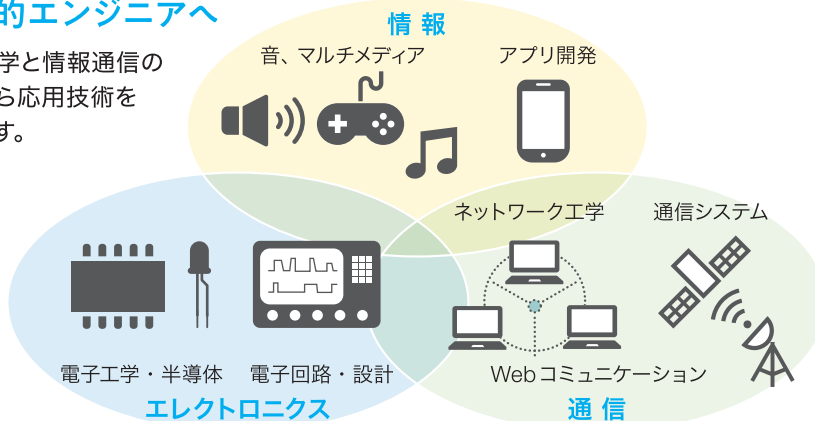 的エンジニアへ
学と情報通信の
ら応用技術を
す。
情報
音、マルチメディア
アプリ開発
ネットワーク工学
通信システム
電子工学・半導体
電子回路・設計
Webコミュニケーション
エレクトロニクス
通信